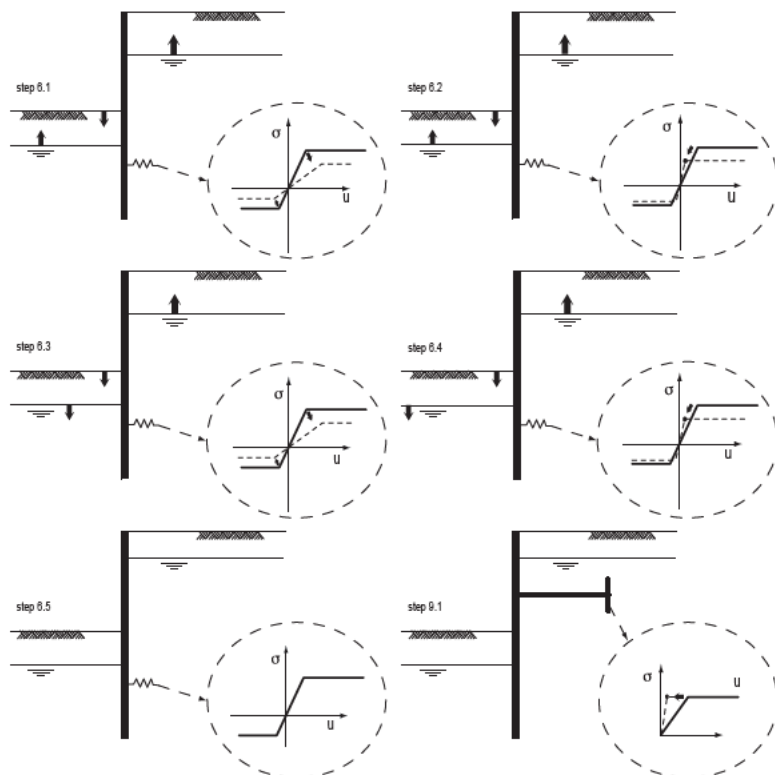 step 6.1
σ
u
step 6.2
σ
u
step 6.3
σ
u
step 6.4
σ
u
step 6.5
σ
u
step 9.1
σ
u